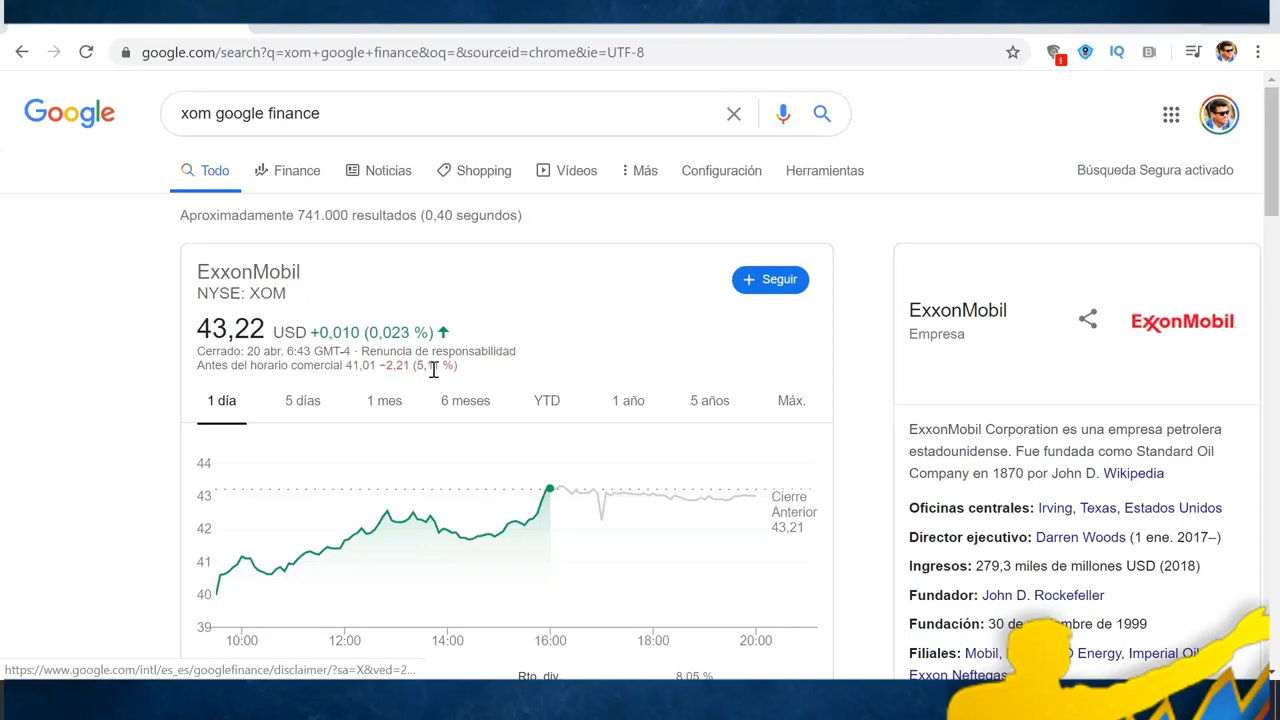 google.com/search?q=xom+google+finance&oq=&sourceid=chrome&ie=UTF-8
!
IQ
Google
xom google finance
Todo
Finance
Noticias
Shopping
Vídeos
Más
Configuración
Herramientas
Búsqueda Segura activado
Aproximadamente 741.000 resultados (0,40 segundos)
ExxonMobil
NYSE: XOM
+ Seguir
43,22 USD +0,010 (0,023 %)
Cerrado: 20 abr. 6:43 GMT-4 · Renuncia de responsabilidad
Antes del horario comercial 41,01 −2,21
1 día
5 días
1 mes
6 meses
YTD
1 año
5 años
Máx.
44
43
42
41
40
39
Cierre
Anterior
43,21
10:00
12:00
14:00
16:00
18:00
20:00
Rto. div
8,05 %
ExxonMobil
Empresa
ExxonMobil
ExxonMobil Corporation es una empresa petrolera
estadounidense. Fue fundada como Standard Oil
Company en 1870 por John D. Wikipedia
Oficinas centrales: Irving, Texas, Estados Unidos
Director ejecutivo: Darren Woods (1 ene. 2017–)
Ingresos: 279,3 miles de millones USD (2018)
Fundador: John D. Rockefeller
Fundación: 30 de de 1999
Filiales: Mobil, Energy, Imperial Oil
Exxon Neftegas
https://www.google.com/intl/es_es/googlefinance/disclaimer/?sa=X&ved=2...